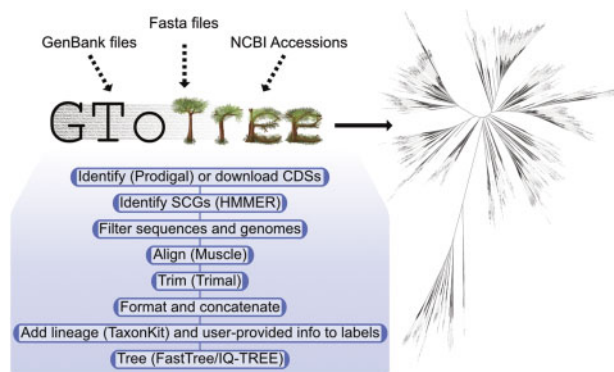 Fasta files
GenBank files
NCBI Accessions
GToTREE
Identify (Prodigal) or download CDSs
Identify SCGs (HMMER)
Filter sequences and genomes
Align (Muscle)
Trim (Trimal)
Format and concatenate
Add lineage (TaxonKit) and user-provided info to labels
Tree (FastTree/IQ-TREE)